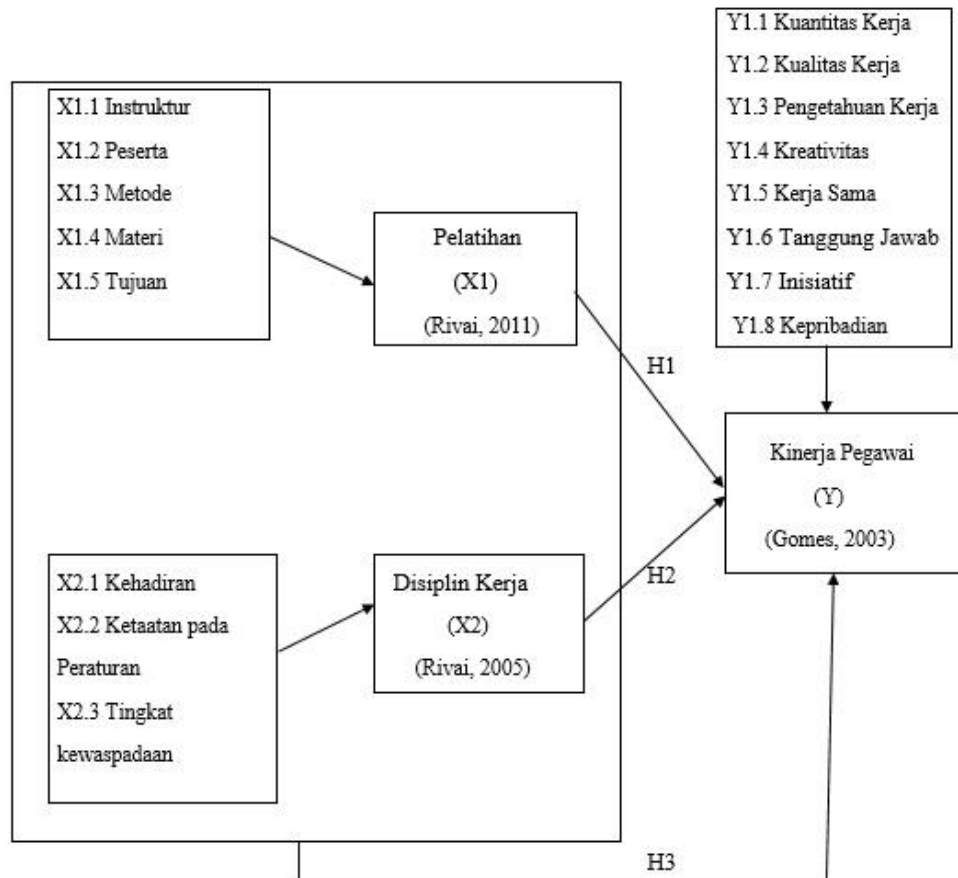 X1.1 Instruktur
X1.2 Peserta
X1.3 Metode
X1.4 Materi
X1.5 Tujuan
Pelatihan
(X1)
(Rivai, 2011)
X2.1 Kehadiran
X2.2 Ketaatan pada
Peraturan
X2.3 Tingkat
kewaspadaan
Disiplin Kerja
(X2)
(Rivai, 2005)
H1
H2
H3
Y1.1 Kuantitas Kerja
Y1.2 Kualitas Kerja
Y1.3 Pengetahuan Kerja
Y1.4 Kreativitas
Y1.5 Kerja Sama
Y1.6 Tanggung Jawab
Y1.7 Inisiatif
Y1.8 Kepribadian
Kinerja Pegawai
(Y)
(Gomes, 2003)